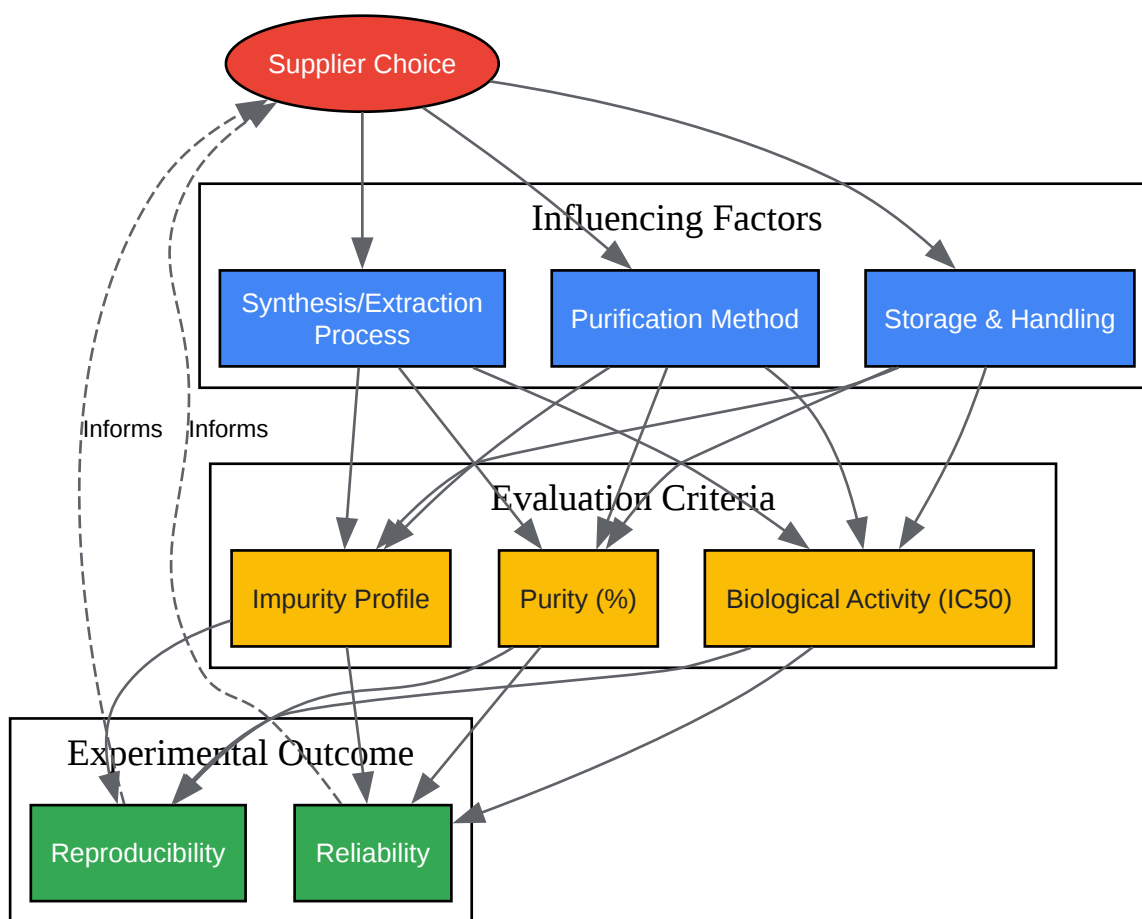 Supplier Choice
Influencing Factors
Synthesis/Extraction
Process
Purification Method
Storage & Handling
Informs
Informs
Evaluation Criteria
Impurity Profile
Purity (%)
Biological Activity (IC50)
Experimental Outcome
Reproducibility
Reliability